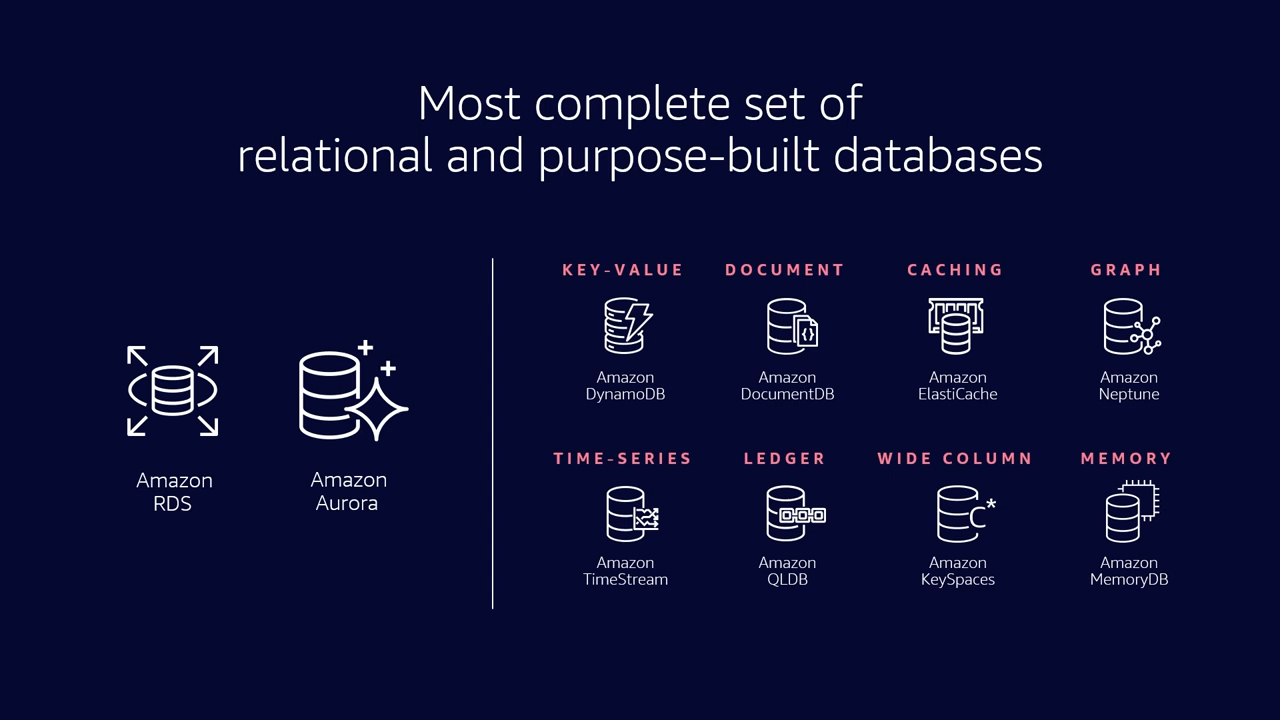 Most complete set of
relational and purpose-built databases
Amazon
RDS
Amazon
Aurora
KEY-VALUE
Amazon
DynamoDB
DOCUMENT
Amazon
DocumentDB
CACHING
Amazon
ElastiCache
GRAPH
Amazon
Neptune
TIME-SERIES
Amazon
TimeStream
LEDGER
Amazon
QLDB
WIDE COLUMN
C*
Amazon
KeySpaces
MEMORY
Amazon
MemoryDB